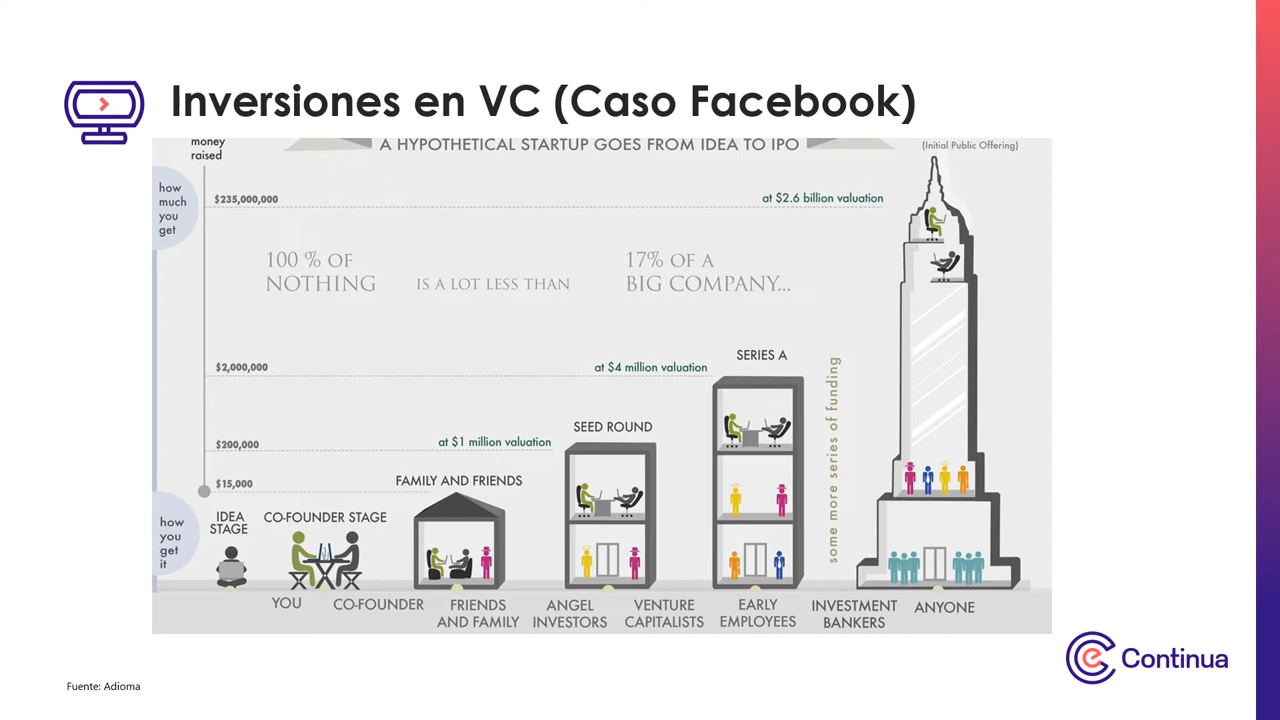 Inversiones en VC (Caso Facebook)
money
raised
A HYPOTHETICAL STARTUP GOES FROM IDEA TO IPO
(Initial Public Offering)
how
much
you
get
$235,000,000
at $2.6 billion valuation
100 % OF
NOTHING
IS A LOT LESS THAN
17% OF A
BIG COMPANY...
SERIES A
$2,000,000
at $4 million valuation
some more series of funding
SEED ROUND
$200,000
at $1 million valuation
FAMILY AND FRIENDS
$15,000
how
you
get
it
IDEA
STAGE
CO-FOUNDER STAGE
YOU
CO-FOUNDER
FRIENDS
AND FAMILY
ANGEL
INVESTORS
VENTURE
CAPITALISTS
EARLY
EMPLOYEES
INVESTMENT
BANKERS
ANYONE
e Continua
Fuente: Adioma